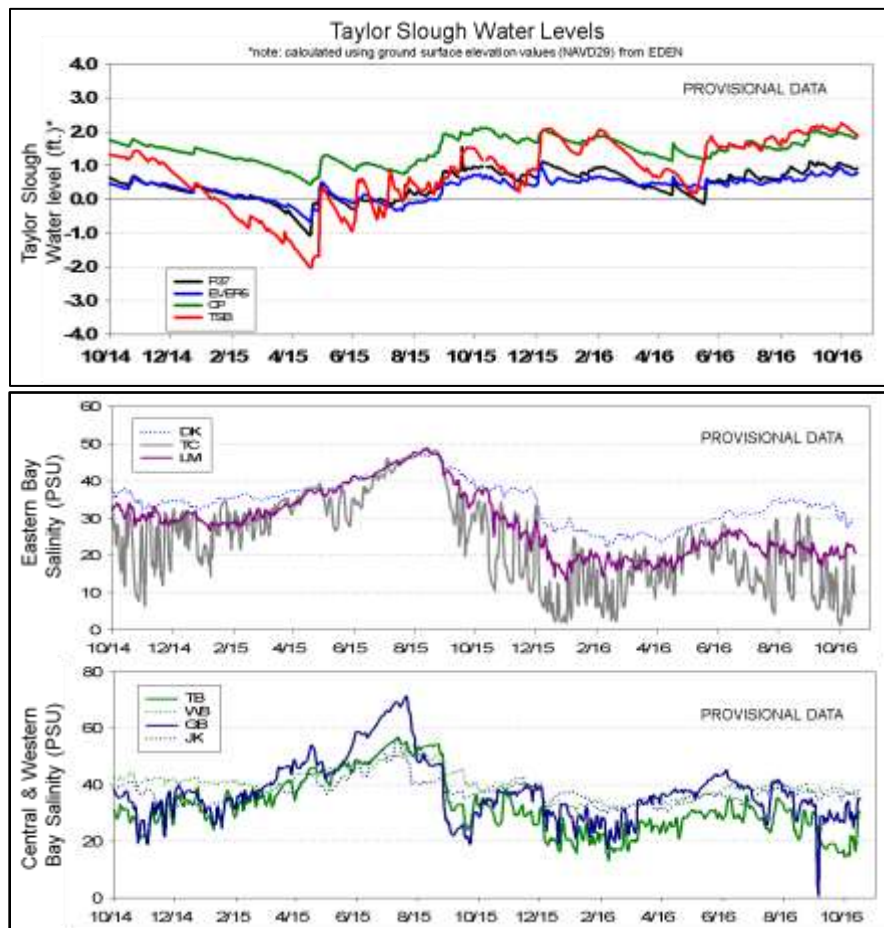 Taylor Slough Water Levels
*note: calculated using ground surface elevation values (NAVD29) from EDEN
PROVISIONAL DATA
Taylor Slough
Water level (ft.)*
4.0
3.0
2.0
1.0
0.0
-1.0
-2.0
-3.0
-4.0
P37
EVER6
CP
TSB
10/14 12/14 2/15 4/15 6/15 8/15 10/15 12/15 2/16 4/16 6/16 8/16 10/16
Eastern Bay
Salinity (PSU)
60
50
40
30
20
10
0
DK
TC
PROVISIONAL DATA
10/14 12/14 2/15 4/15 6/15 8/15 10/15 12/15 2/16 4/16 6/16 8/16 10/16
Central & Western
Bay Salinity (PSU)
80
60
40
20
0
TB
WB
JK
PROVISIONAL DATA
10/14 12/14 2/15 4/15 6/15 8/15 10/15 12/15 2/16 4/16 6/16 8/16 10/16